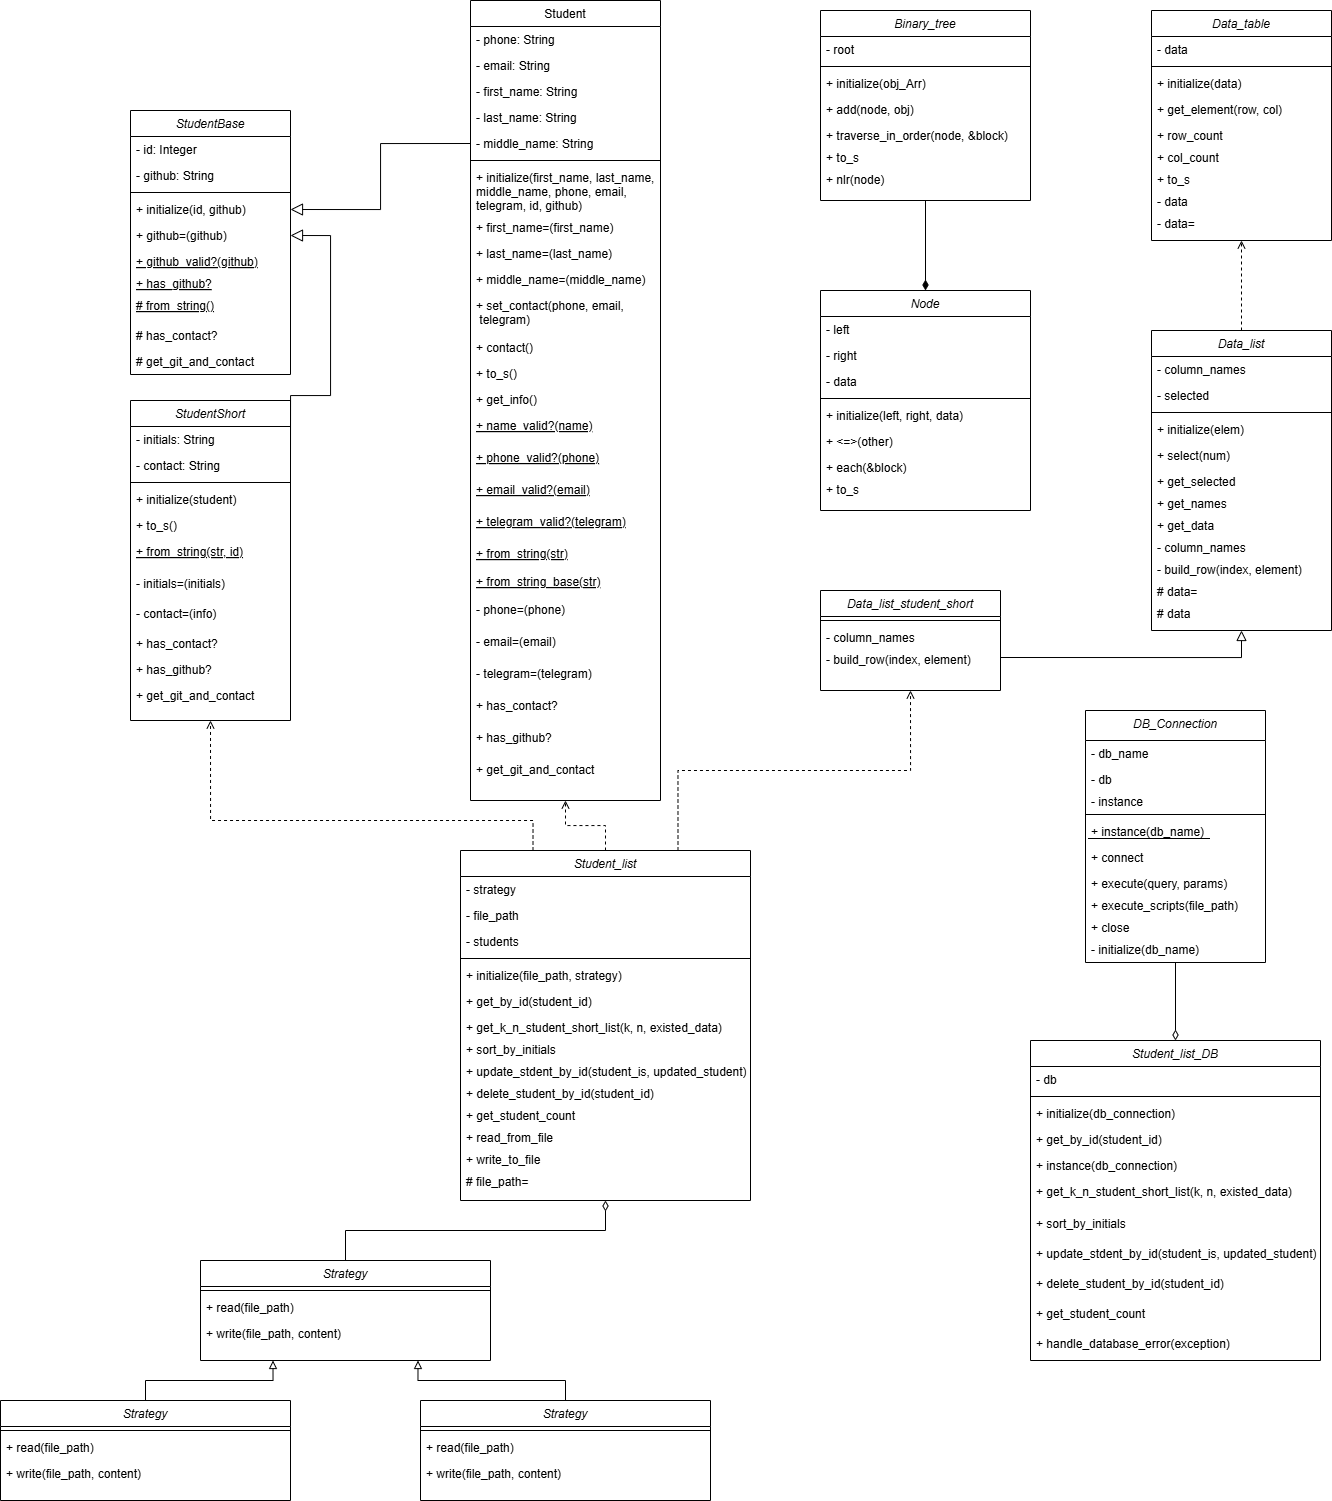 Student
- phone: String
- email: String
- first_name: String
- last_name: String
- middle_name: String
+ initialize(first_name, last_name,
middle_name, phone, email,
telegram, id, github)
+ first_name=(first_name)
+ last_name=(last_name)
+ middle_name=(middle_name)
+ set_contact(phone, email,
telegram)
+ contact()
+ to_s()
+ get_info()
+ name_valid?(name)
+ phone_valid?(phone)
+ email_valid?(email)
+ telegram_valid?(telegram)
+ from_string(str)
+ from_string_base(str)
- phone=(phone)
- email=(email)
- telegram=(telegram)
+ has_contact?
+ has_github?
+ get_git_and_contact
StudentBase
- id: Integer
- github: String
+ initialize(id, github)
+ github=(github)
+ github_valid?(github)
+ has_github?
# from_string()
# has_contact?
# get_git_and_contact
StudentShort
- initials: String
- contact: String
+ initialize(student)
+ to_s()
+ from_string(str, id)
- initials=(initials)
- contact=(info)
+ has_contact?
+ has_github?
+ get_git_and_contact
Binary_tree
- root
+ initialize(obj_Arr)
+ add(node, obj)
+ traverse_in_order(node, &block)
+ to_s
+ nlr(node)
Node
- left
- right
- data
+ initialize(left, right, data)
+ <=>(other)
+ each(&block)
+ to_s
Data_table
- data
+ initialize(data)
+ get_element(row, col)
+ row_count
+ col_count
+ to_s
- data
- data=
Data_list
- column_names
- selected
+ initialize(elem)
+ select(num)
+ get_selected
+ get_names
+ get_data
- column_names
- build_row(index, element)
# data=
# data
Data_list_student_short
- column_names
- build_row(index, element)
DB_Connection
- db_name
- db
- instance
+ instance(db_name)
+ connect
+ execute(query, params)
+ execute_scripts(file_path)
+ close
- initialize(db_name)
Student_list
- strategy
- file_path
- students
+ initialize(file_path, strategy)
+ get_by_id(student_id)
+ get_k_n_student_short_list(k, n, existed_data)
+ sort_by_initials
+ update_stdent_by_id(student_is, updated_student)
+ delete_student_by_id(student_id)
+ get_student_count
+ read_from_file
+ write_to_file
# file_path=
Student_list_DB
- db
+ initialize(db_connection)
+ get_by_id(student_id)
+ instance(db_connection)
+ get_k_n_student_short_list(k, n, existed_data)
+ sort_by_initials
+ update_stdent_by_id(student_is, updated_student)
+ delete_student_by_id(student_id)
+ get_student_count
+ handle_database_error(exception)
Strategy
+ read(file_path)
+ write(file_path, content)
Strategy
+ read(file_path)
+ write(file_path, content)
Strategy
+ read(file_path)
+ write(file_path, content)